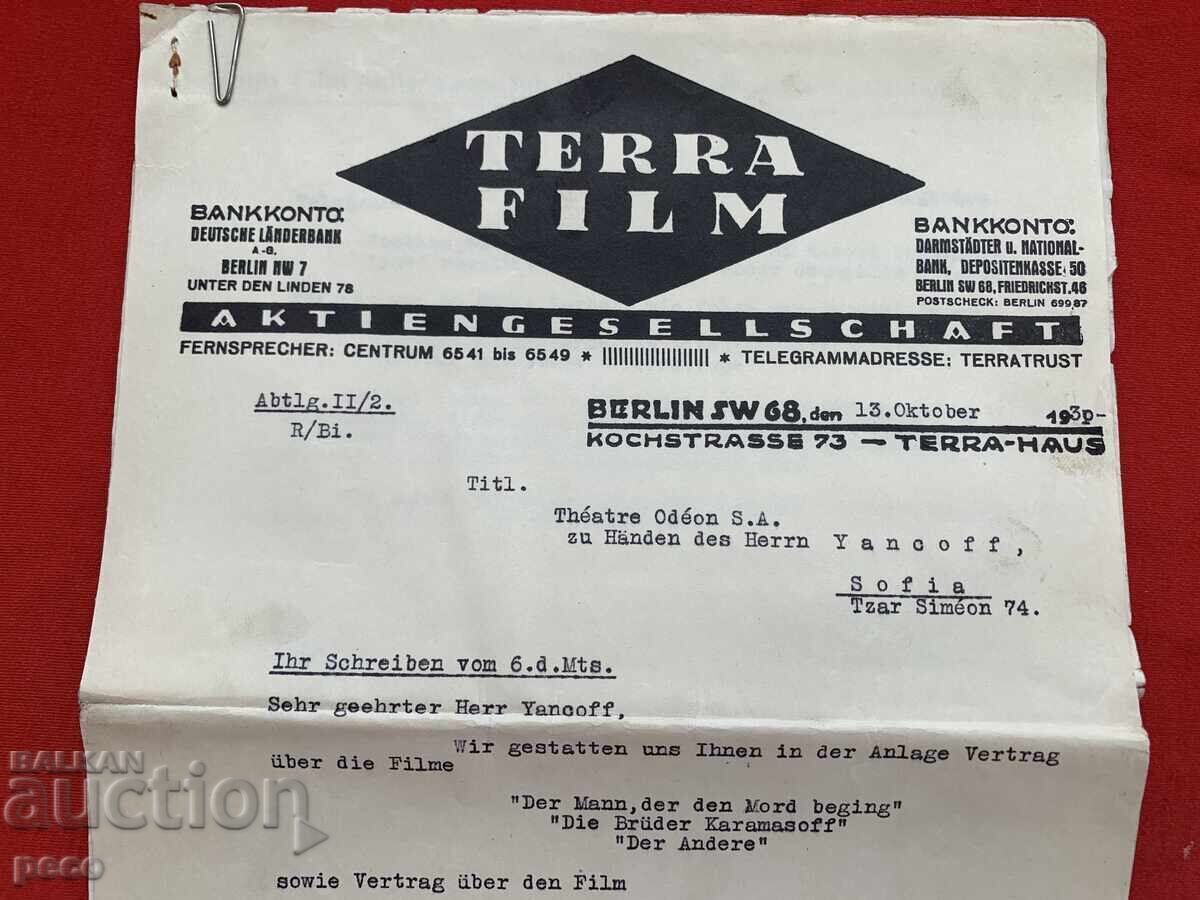 TERRA
FILM
BANKKONTO:
DEUTSCHE LÄNDERBANK
A-G.
BERLIN NW 7
UNTER DEN LINDEN 78
BANKKONTO:
DARMSTÄDTER u. NATIONAL-
BANK, DEPOSITENKASSE 50
BERLIN SW 68, FRIEDRICHST. 46
POSTSCHECK: BERLIN 69987
AKTIENGESELLSCHAFT
FERNSPRECHER: CENTRUM 6541 bis 6549 * |||||||||||||||||||| * TELEGRAMMADRESSE: TERRATRUST
Abtlg.II/2.
R/Bi.
BERLIN SW 68, den 13.Oktober 1930-
KOCHSTRASSE 73 — TERRA-HAUS
Titl.
Théatre Odéon S.A.
zu Händen des Herrn Yancoff,
Sofia
Tzar Siméon 74.
Ihr Schreiben vom 6.d.Mts.
Sehr geehrter Herr Yancoff,
Wir gestatten uns Ihnen in der Anlage Vertrag
über die Filme
"Der Mann,der den Mord beging"
"Die Brüder Karamasoff"
"Der Andere"
sowie Vertrag über den Film
BALKAN
auction
peco